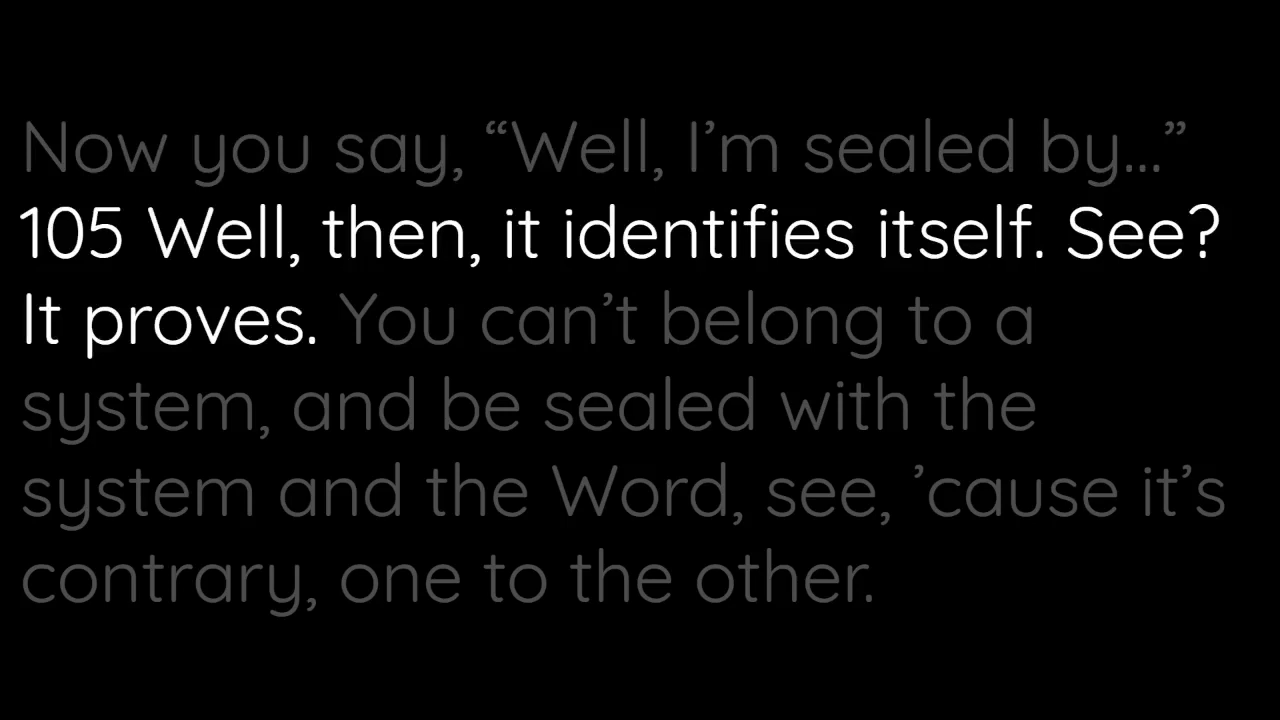 Now you say, “Well, I’m sealed by...”
105 Well, then, it identifies itself. See?
It proves. You can’t belong to a
system, and be sealed with the
system and the Word, see, ’cause it’s
contrary, one to the other.